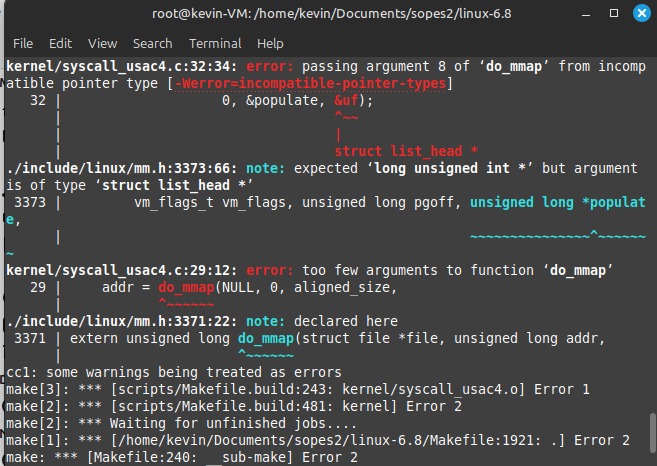 root@kevin-VM: /home/kevin/Documents/sopes2/linux-6.8
File Edit View Search Terminal Help
kernel/syscall_usac4.c:32:34: error: passing argument 8 of ‘do_mmap’ from incomp
atible pointer type [-Werror=incompatible-pointer-types]
   32 |                    0, &populate, &uf);
      |                                  ^~~
      |                                  |
      |                                  struct list_head *
./include/linux/mm.h:3373:66: note: expected ‘long unsigned int *’ but argument
is of type ‘struct list_head *’
 3373 |         vm_flags_t vm_flags, unsigned long pgoff, unsigned long *populat
e,
      |                                                   ~~~~~~~~~~~~~~~^~~~~~~
~
kernel/syscall_usac4.c:29:12: error: too few arguments to function ‘do_mmap’
   29 |     addr = do_mmap(NULL, 0, aligned_size,
      |            ^~~~~~~
./include/linux/mm.h:3371:22: note: declared here
 3371 | extern unsigned long do_mmap(struct file *file, unsigned long addr,
      |                      ^~~~~~~
cc1: some warnings being treated as errors
make[3]: *** [scripts/Makefile.build:243: kernel/syscall_usac4.o] Error 1
make[2]: *** [scripts/Makefile.build:481: kernel] Error 2
make[2]: *** Waiting for unfinished jobs....
make[1]: *** [/home/kevin/Documents/sopes2/linux-6.8/Makefile:1921: .] Error 2
make: *** [Makefile:240: __sub-make] Error 2